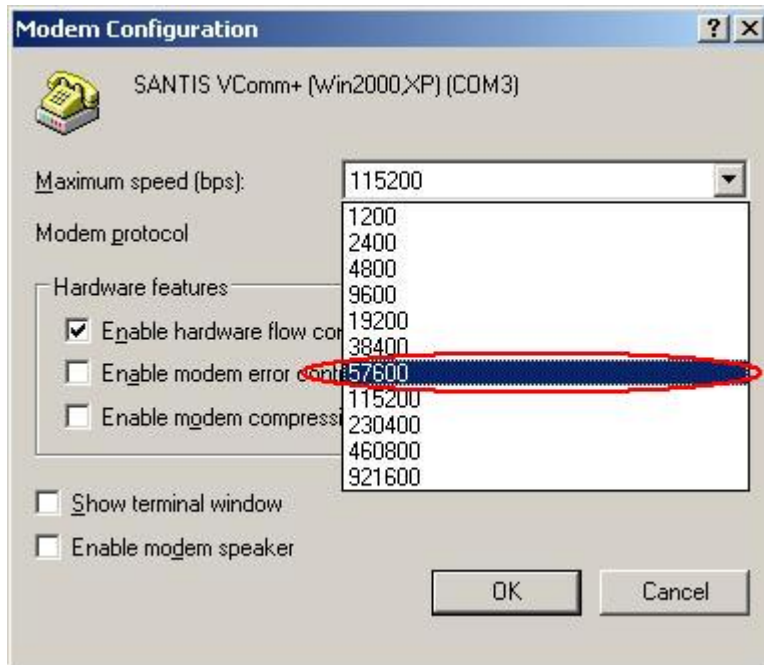 Modem Configuration
SANTIS VComm+ (Win2000,XP) (COM3)
Maximum speed (bps): 115200
1200
Modem protocol
2400
4800
Hardware features
9600
19200
Enable hardware flow
38400
Enable modem error
57600
115200
Enable modem
230400
460800
921600
Show terminal window
Enable modem speaker
OK Cancel